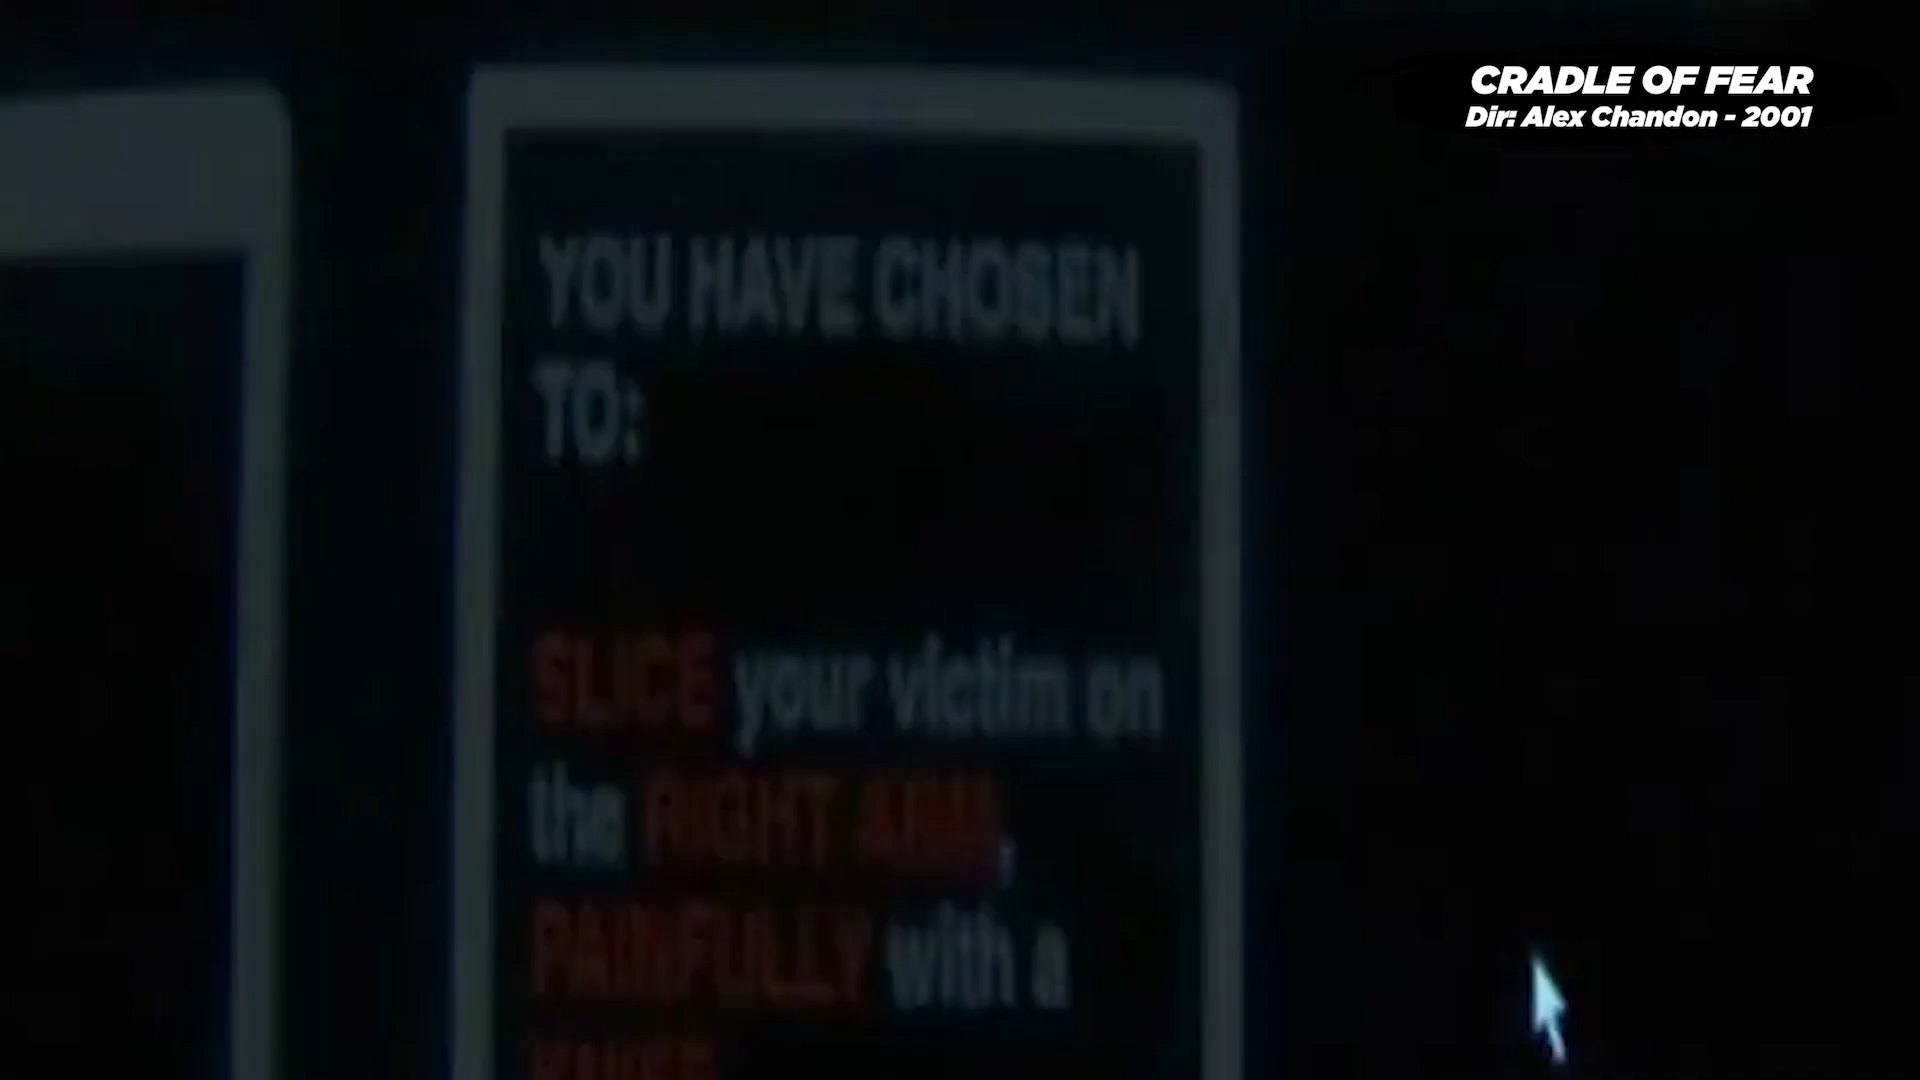 CRADLE OF FEAR
Dir: Alex Chandon - 2001
YOU HAVE CHOSEN
TO:
SLICE your victim on
the RIGHT ARM,
PAINFULLY with a
KNIFE